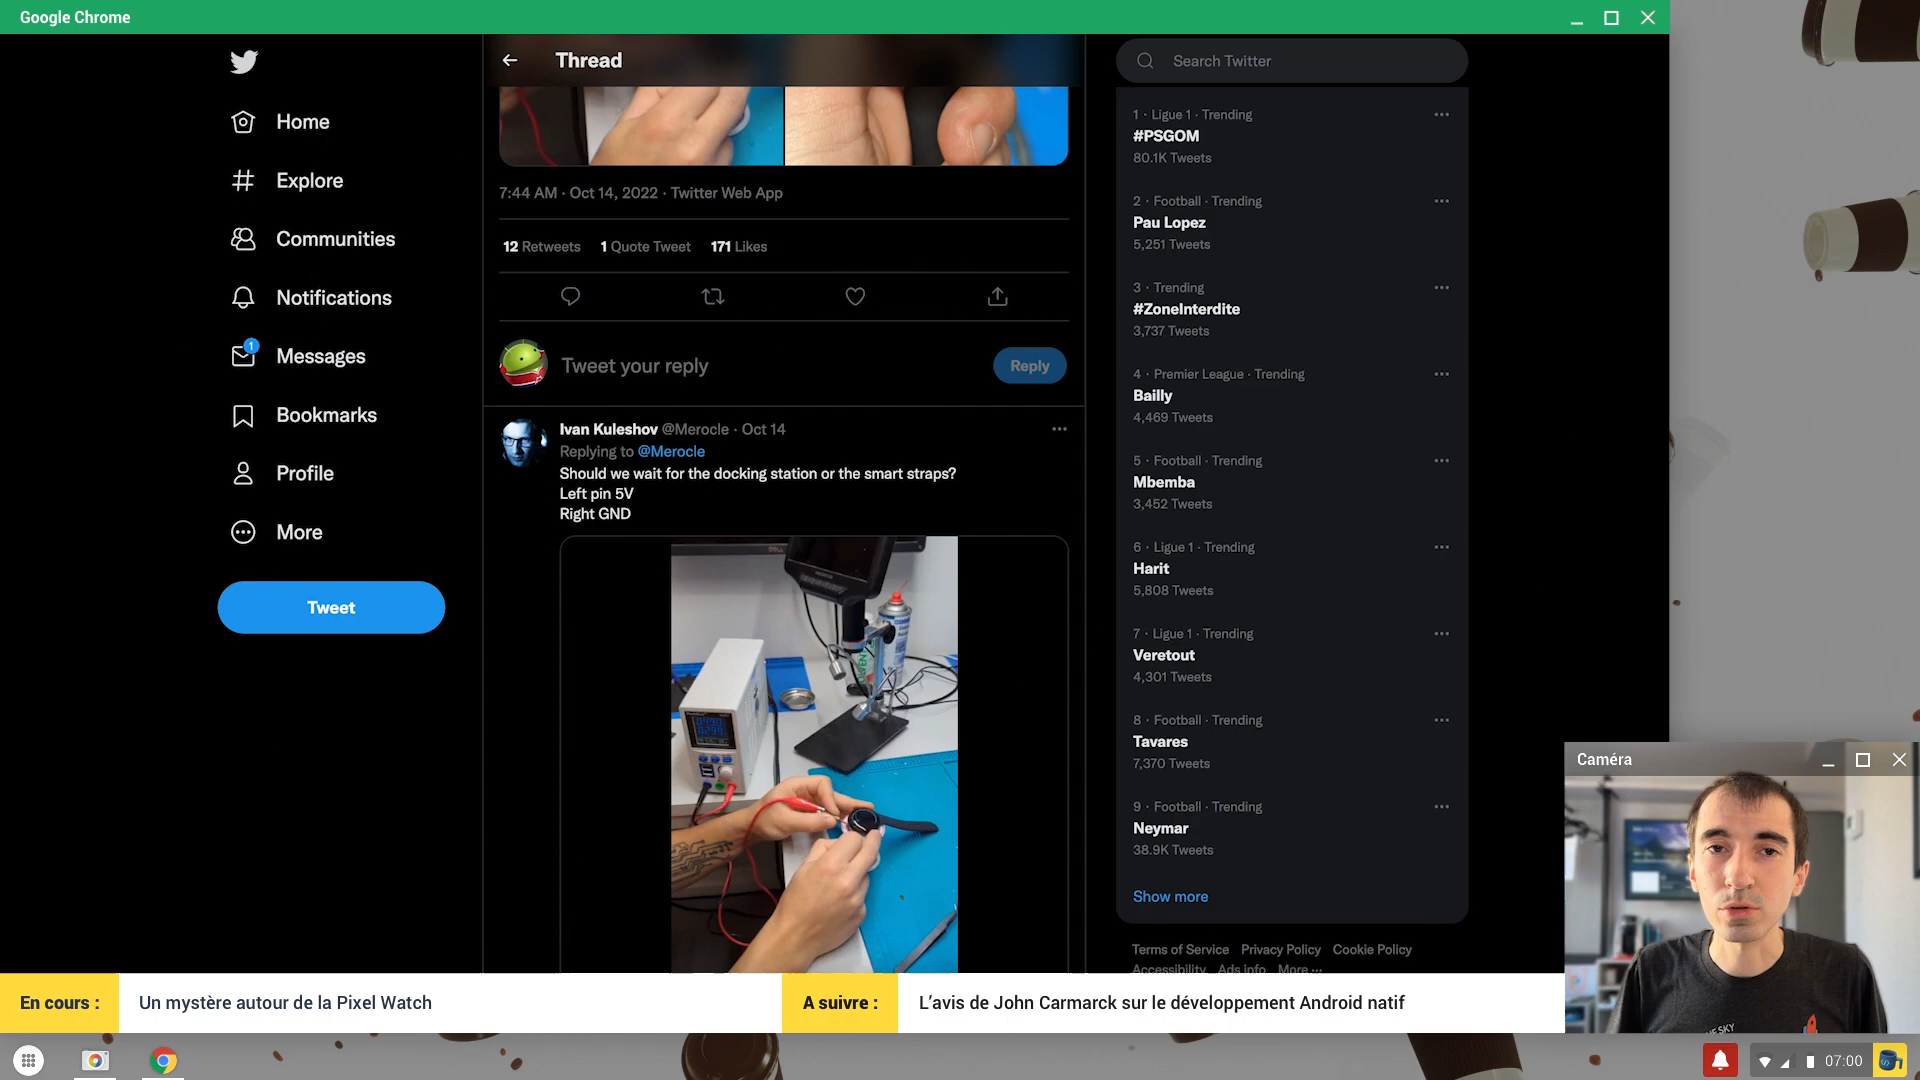 Google Chrome
Home
Explore
Communities
Notifications
1
Messages
Bookmarks
Profile
More
Tweet
Thread
7:44 AM · Oct 14, 2022 · Twitter Web App
12 Retweets 1 Quote Tweet 171 Likes
Tweet your reply
Reply
Ivan Kuleshov @Merocle · Oct 14
Replying to @Merocle
Should we wait for the docking station or the smart straps?
Left pin 5V
Right GND
Search Twitter
1 · Ligue 1 · Trending
#PSGOM
80.1K Tweets
2 · Football · Trending
Pau Lopez
5,251 Tweets
3 · Trending
#ZoneInterdite
3,737 Tweets
4 · Premier League · Trending
Bailly
4,469 Tweets
5 · Football · Trending
Mbemba
3,452 Tweets
6 · Ligue 1 · Trending
Harit
5,808 Tweets
7 · Ligue 1 · Trending
Veretout
4,301 Tweets
8 · Football · Trending
Tavares
7,370 Tweets
9 · Football · Trending
Neymar
38.9K Tweets
Show more
Terms of Service Privacy Policy Cookie Policy
Accessibility Ads info More ...
Caméra
En cours :
Un mystère autour de la Pixel Watch
A suivre :
L'avis de John Carmarck sur le développement Android natif
07:00